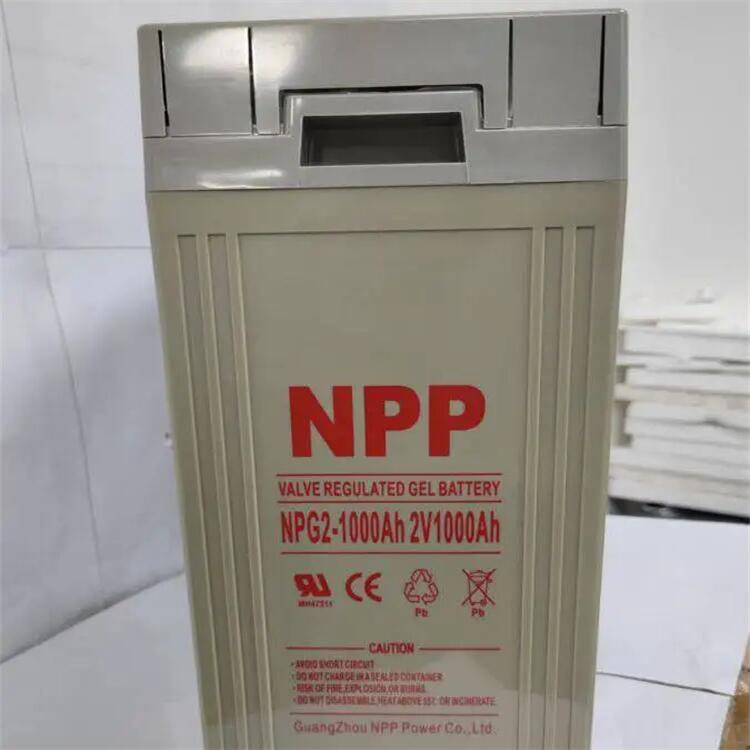 NPP
VALVE REGULATED GEL BATTERY
NPG2-1000Ah 2V1000Ah
MH47211
Pb Pb
CAUTION
• AVOID SHORT CIRCUIT
• DO NOT CHARGE IN A SEALED CONTAINER
• RISK OF FIRE,EXPLOSION,OR BURNS.
• DO NOT DISASSEMBLE,HEAT ABOVE 55℃, OR INCINERATE.
GuangZhou NPP Power Co.,Ltd.